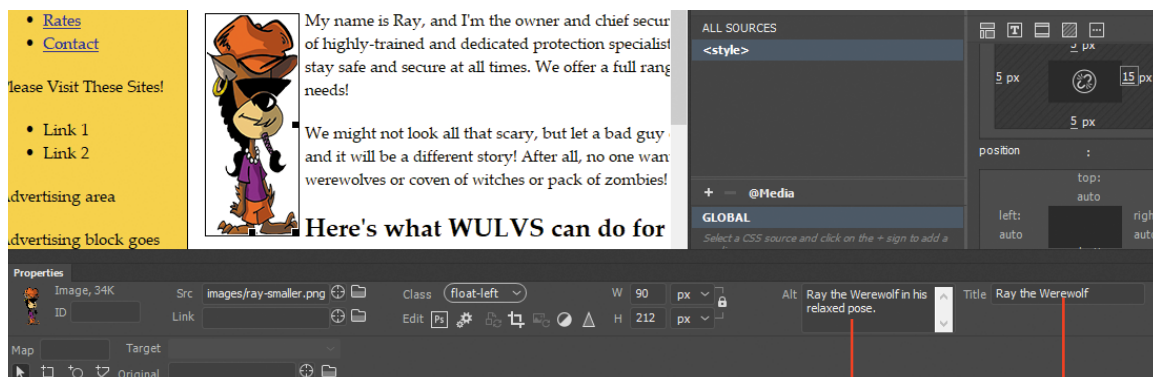 Rates
Contact
lease Visit These Sites!
Link 1
Link 2
dvertising area
dvertising block goes
My name is Ray, and I'm the owner and chief secur
of highly-trained and dedicated protection specialist
stay safe and secure at all times. We offer a full rang
needs!
We might not look all that scary, but let a bad guy
and it will be a different story! After all, no one wan
werewolves or coven of witches or pack of zombies!
Here's what WULVS can do for
ALL SOURCES
<style>
+ − @Media
GLOBAL
Select a CSS source and click on the + sign to add a
T
5 px
5 px
15 px
5 px
position :
top:
auto
left:
auto
righ
auto
Properties
Image, 34K
ID
Src images/ray-smaller.png
Link
Class float-left
Edit Ps
W 90 px
H 212 px
Alt Ray the Werewolf in his
relaxed pose.
Title Ray the Werewolf
Map
Target
Original